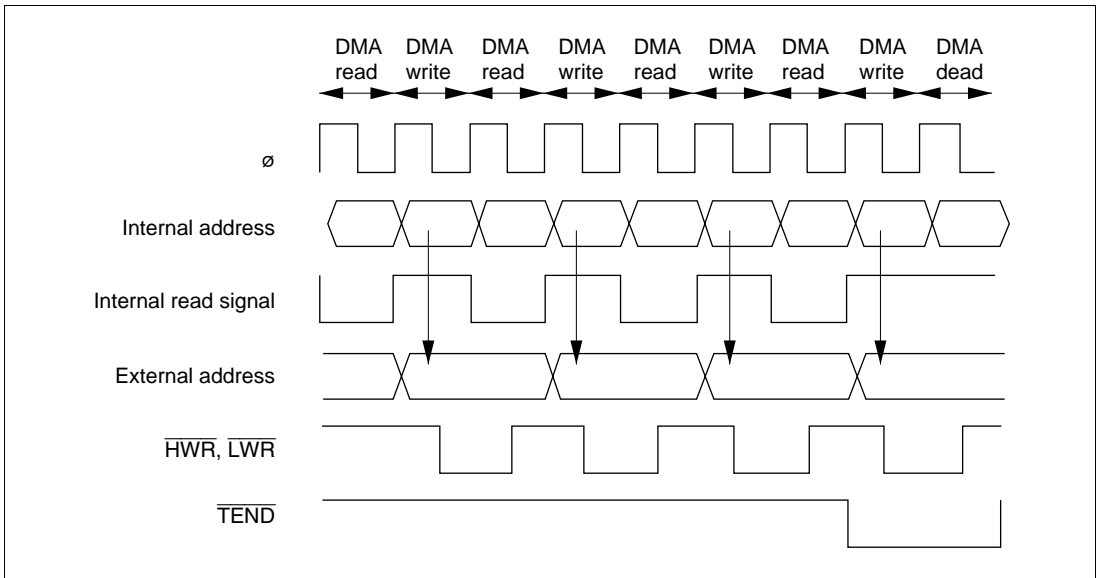 DMA DMA DMA DMA DMA DMA DMA DMA DMA
read write read write read write read write dead
ø
Internal address
Internal read signal
External address
HWR, LWR
TEND